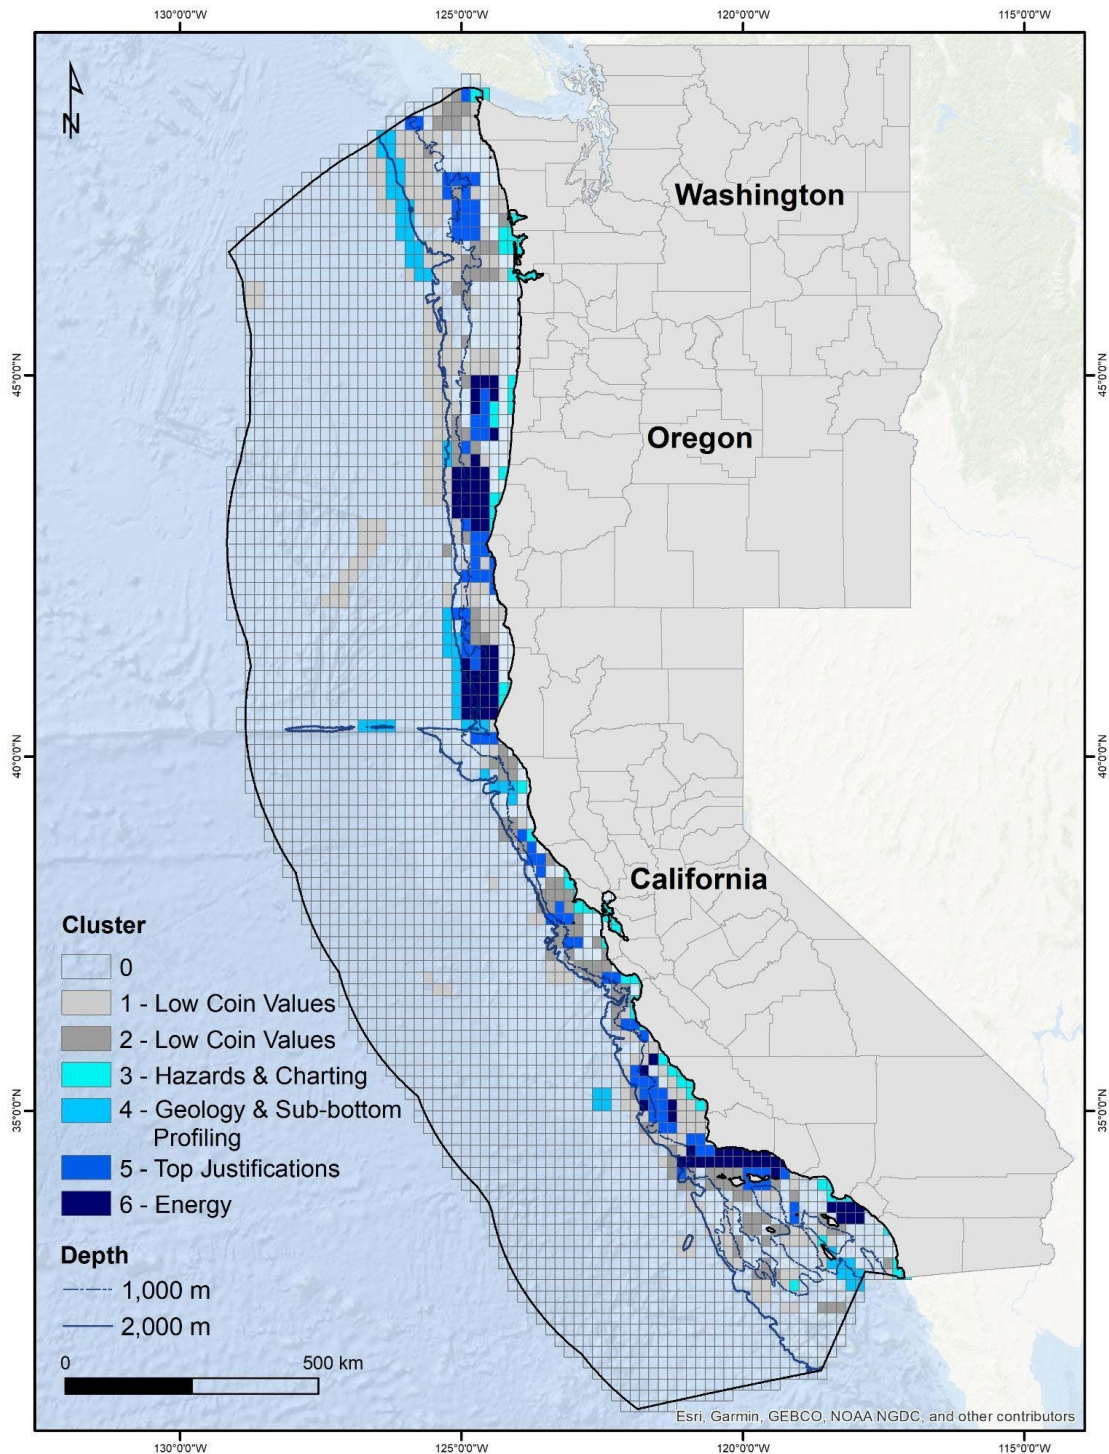 130°0'0"W 125°0'0"W 120°0'0"W 115°0'0"W
N
Washington
45°0'0"N 45°0'0"N
Oregon
40°0'0"N 40°0'0"N
California
Cluster
0
1 - Low Coin Values
2 - Low Coin Values
3 - Hazards & Charting
4 - Geology & Sub-bottom
Profiling
5 - Top Justifications
6 - Energy
35°0'0"N 35°0'0"N
Depth
1,000 m
2,000 m
0 500 km
Esri, Garmin, GEBCO, NOAA NGDC, and other contributors
130°0'0"W 125°0'0"W 120°0'0"W 115°0'0"W